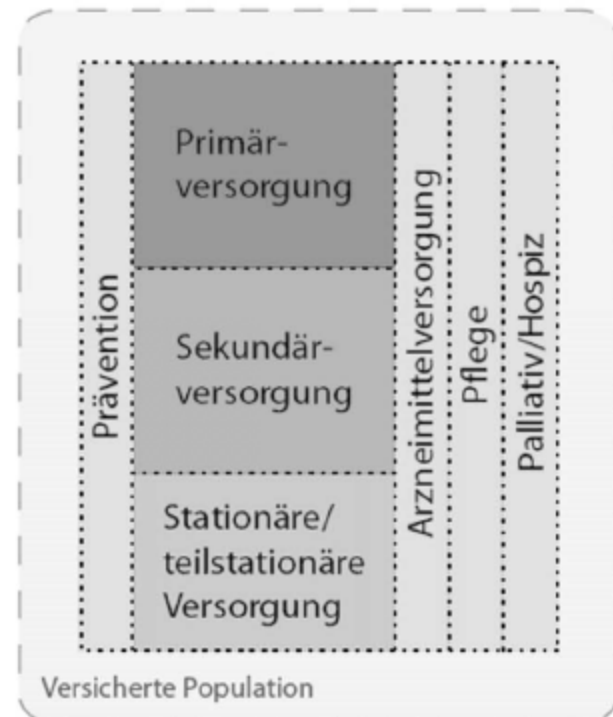 Prävention
Primär-
versorgung
Sekundär-
versorgung
Stationäre/
teilstationäre
Versorgung
Arzneimittelversorgung
Pflege
Palliativ/Hospiz
Versicherte Population